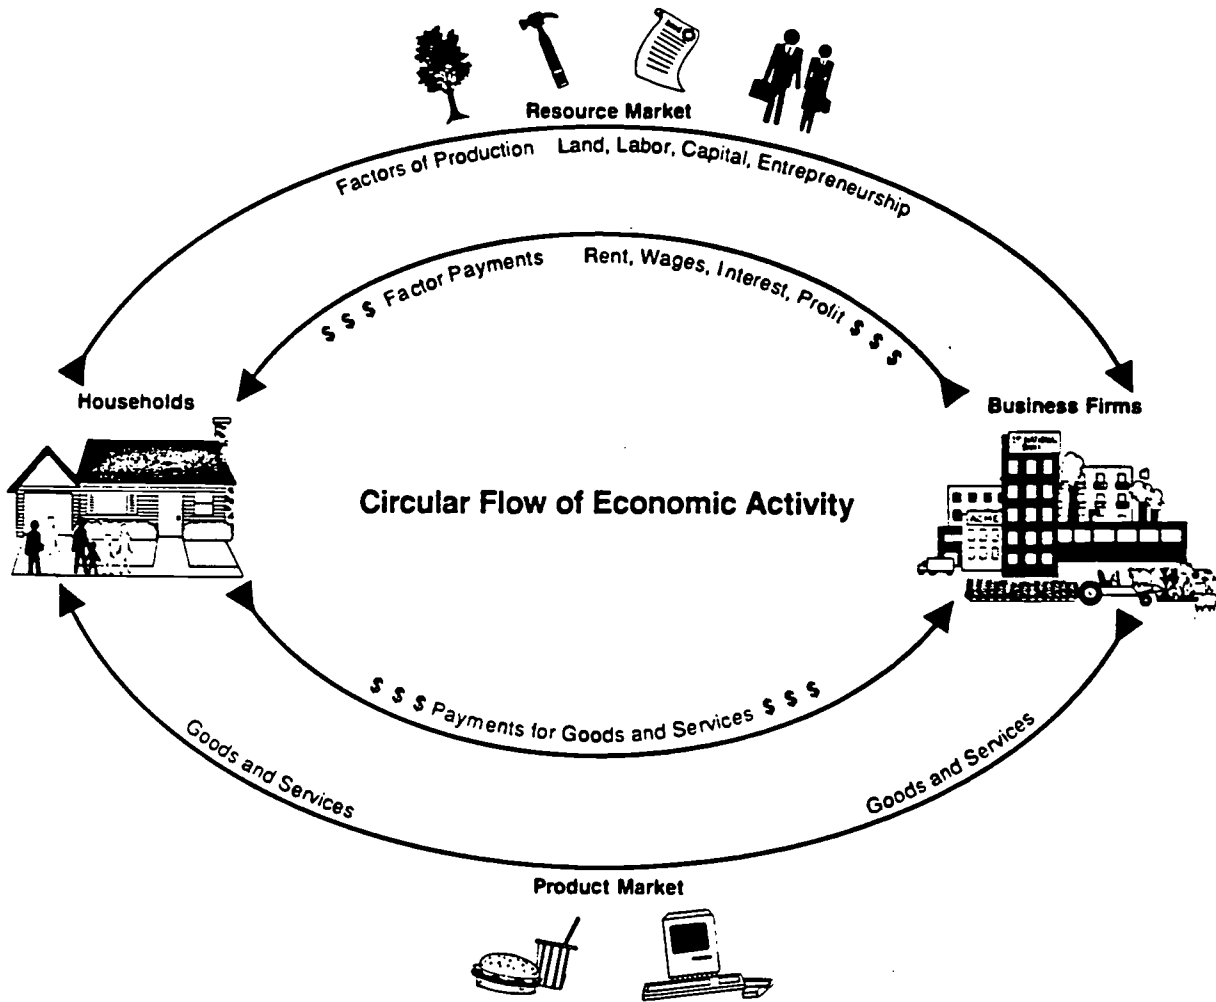 Resource Market
Factors of Production Land, Labor, Capital, Entrepreneurship
$ $ $ Factor Payments Rent, Wages, Interest, Profit $ $ $
Households
Business Firms
ACME
Circular Flow of Economic Activity
$ $ $ Payments for Goods and Services $ $ $
Goods and Services
Goods and Services
Product Market